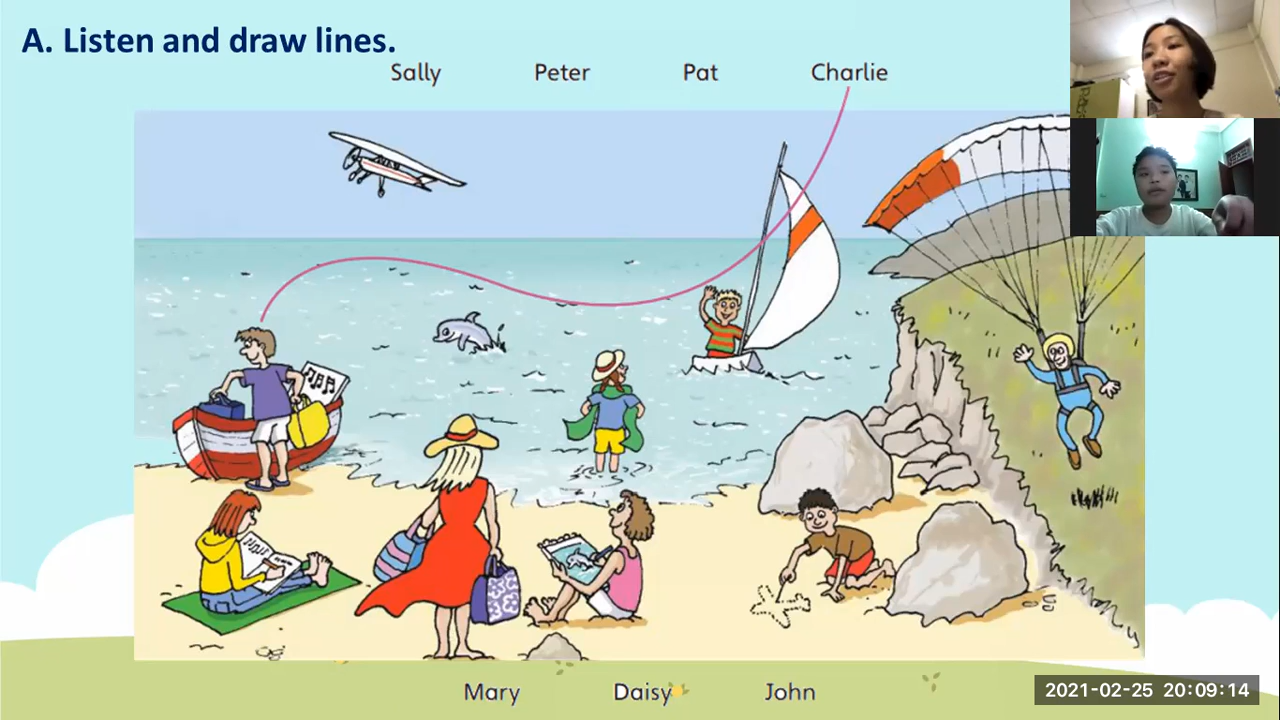 A. Listen and draw lines.
Sally Peter Pat Charlie
Mary Daisy John
2021-02-25 20:09:14